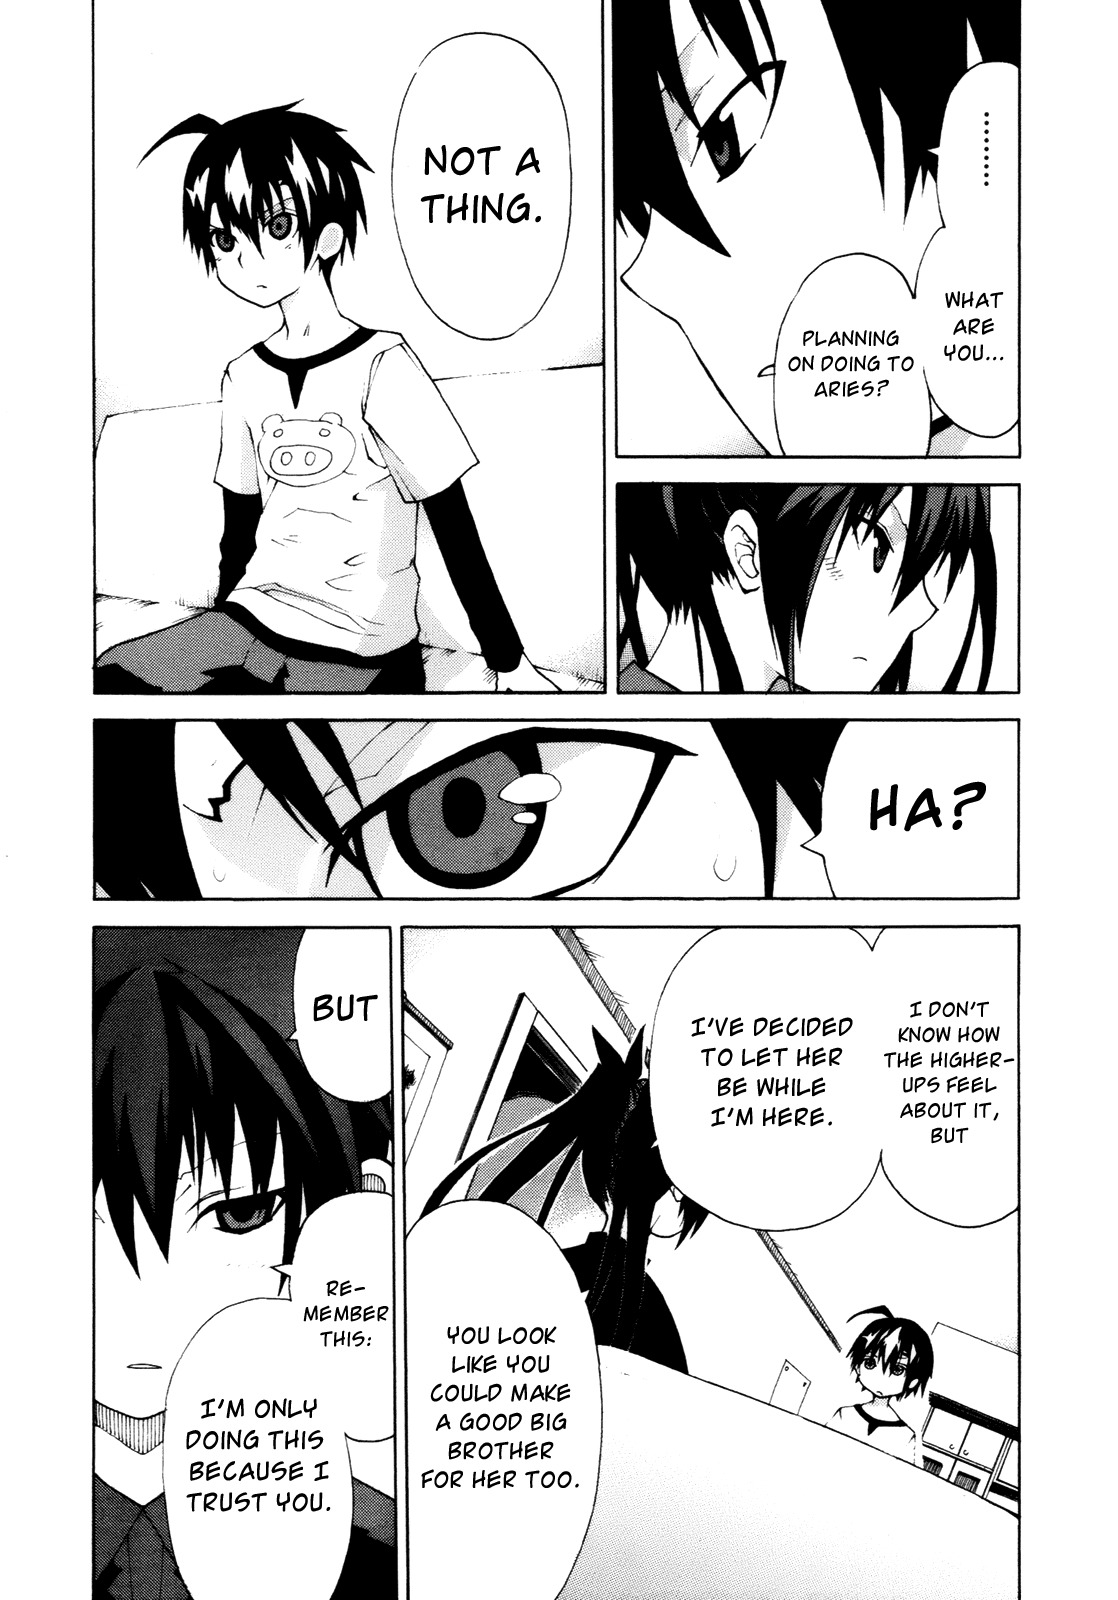 .........
WHAT
ARE
YOU...
PLANNING
ON DOING TO
ARIES?
NOT A
THING.
HA?
I DON'T
KNOW HOW
THE HIGHER-
UPS FEEL
ABOUT IT,
BUT
I'VE DECIDED
TO LET HER
BE WHILE
I'M HERE.
YOU LOOK
LIKE YOU
COULD MAKE
A GOOD BIG
BROTHER
FOR HER TOO.
BUT
RE-
MEMBER
THIS:
I'M ONLY
DOING THIS
BECAUSE I
TRUST YOU.